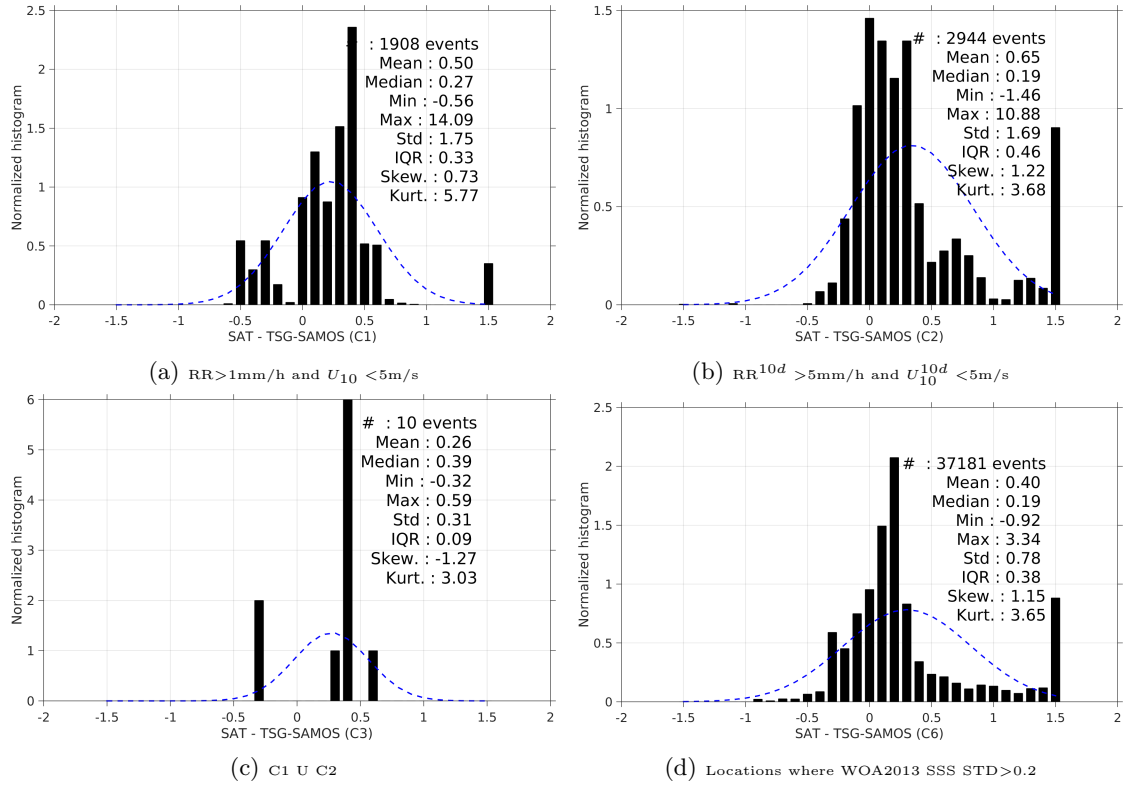 2.5
2
1.5
1
0.5
0
-2
-1.5
-1
-0.5
0
0.5
1
1.5
2
Normalized histogram
SAT - TSG-SAMOS (C1)
# : 1908 events
Mean : 0.50
Median : 0.27
Min : -0.56
Max : 14.09
Std : 1.75
IQR : 0.33
Skew. : 0.73
Kurt. : 5.77
(a) RR>1mm/h and U10 <5m/s
1.5
1
0.5
0
-2
-1.5
-1
-0.5
0
0.5
1
1.5
2
Normalized histogram
SAT - TSG-SAMOS (C2)
# : 2944 events
Mean : 0.65
Median : 0.19
Min : -1.46
Max : 10.88
Std : 1.69
IQR : 0.46
Skew. : 1.22
Kurt. : 3.68
(b) RR10d >5mm/h and U10d10 <5m/s
6
5
4
3
2
1
0
-2
-1.5
-1
-0.5
0
0.5
1
1.5
2
Normalized histogram
SAT - TSG-SAMOS (C3)
# : 10 events
Mean : 0.26
Median : 0.39
Min : -0.32
Max : 0.59
Std : 0.31
IQR : 0.09
Skew. : -1.27
Kurt. : 3.03
(c) C1 U C2
2.5
2
1.5
1
0.5
0
-2
-1.5
-1
-0.5
0
0.5
1
1.5
2
Normalized histogram
SAT - TSG-SAMOS (C6)
# : 37181 events
Mean : 0.40
Median : 0.19
Min : -0.92
Max : 3.34
Std : 0.78
IQR : 0.38
Skew. : 1.15
Kurt. : 3.65
(d) Locations where WOA2013 SSS STD>0.2